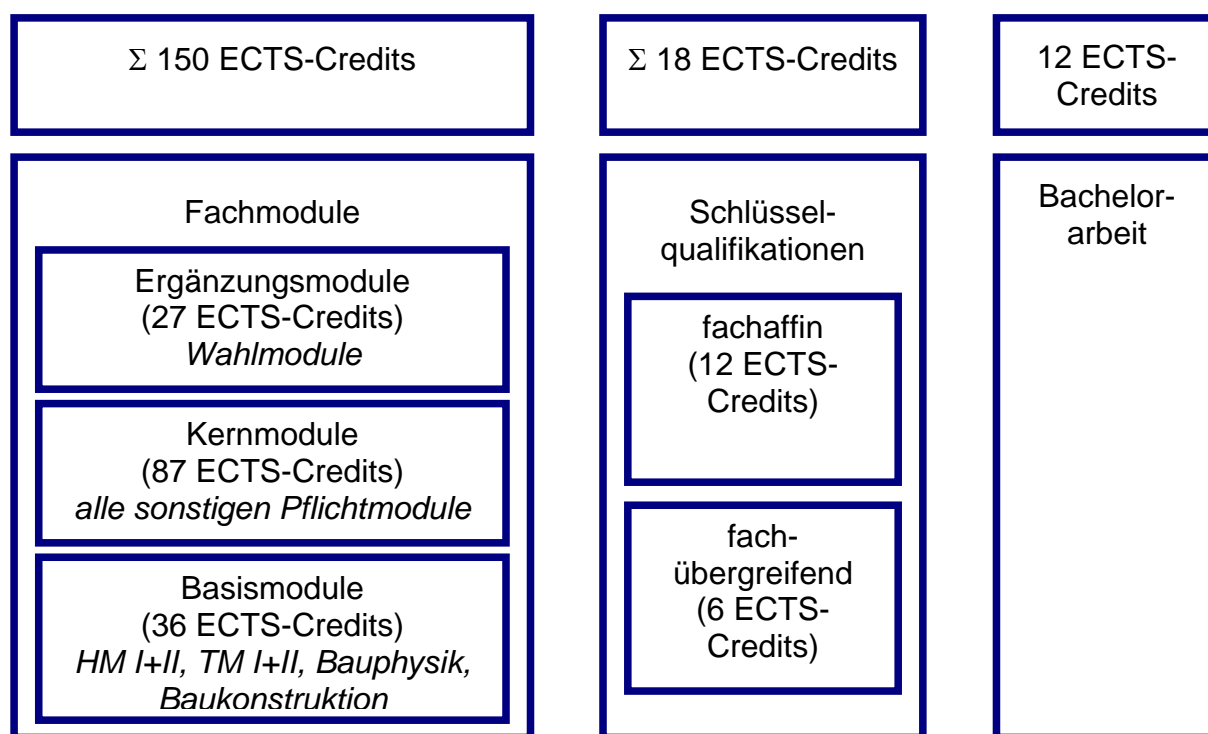 Σ 150 ECTS-Credits
Σ 18 ECTS-Credits
12 ECTS-
Credits
Fachmodule
Ergänzungsmodule
(27 ECTS-Credits)
Wahlmodule
Kernmodule
(87 ECTS-Credits)
alle sonstigen Pflichtmodule
Basismodule
(36 ECTS-Credits)
HM I+II, TM I+II, Bauphysik,
Baukonstruktion
Schlüssel-
qualifikationen
fachaffin
(12 ECTS-
Credits)
fach-
übergreifend
(6 ECTS-
Credits)
Bachelor-
arbeit